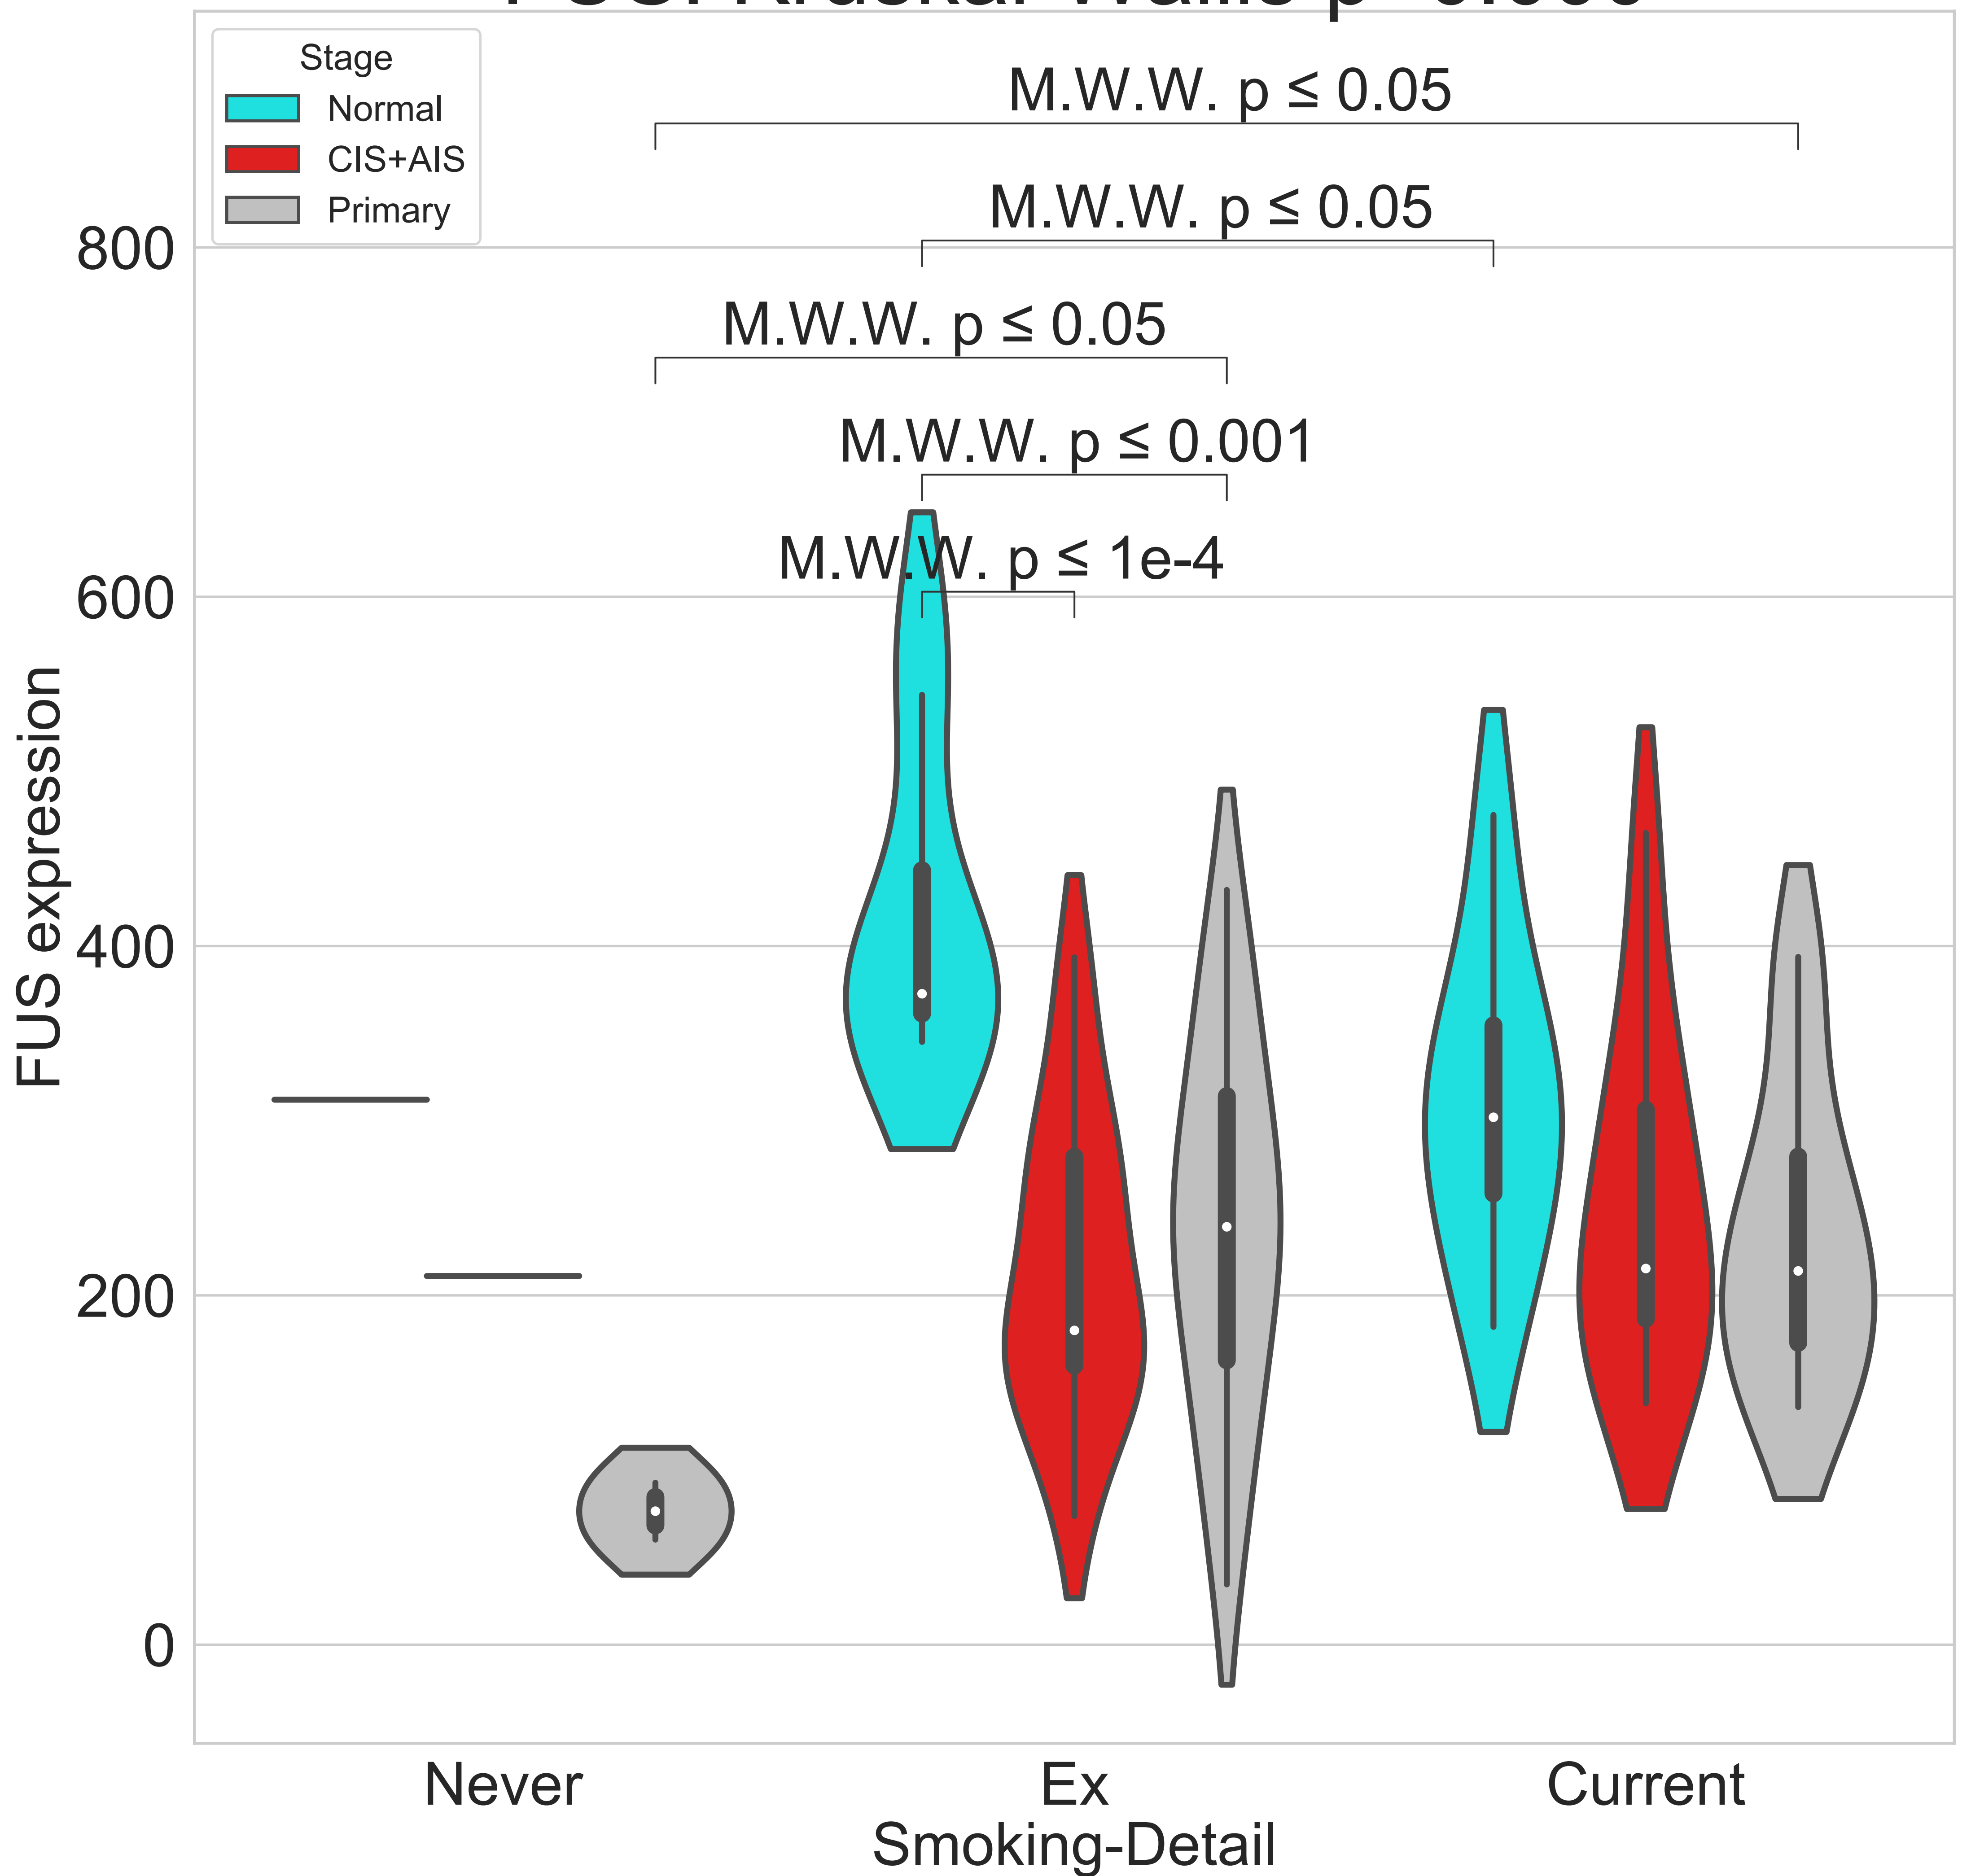 Stage
Normal
CIS+AIS
Primary
M.W.W. p ≤ 0.05
M.W.W. p ≤ 0.05
M.W.W. p ≤ 0.05
M.W.W. p ≤ 0.001
M.W.W. p ≤ 1e-4
FUS expression
800
600
400
200
0
Never
Ex
Current
Smoking-Detail